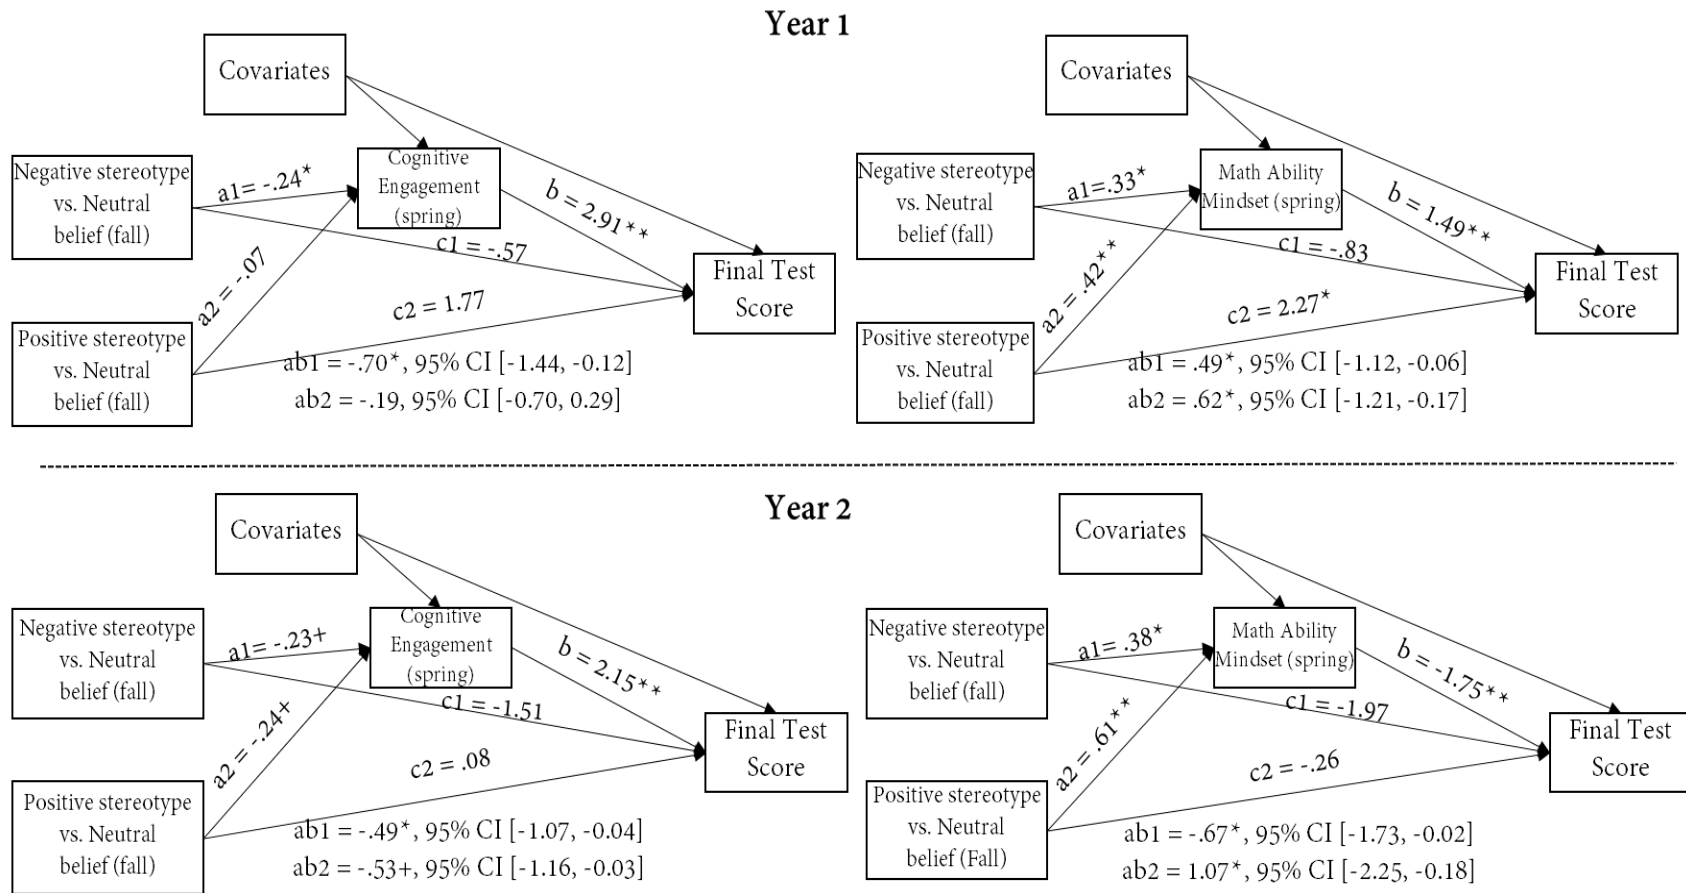 Year 1
Covariates
Negative stereotype
vs. Neutral
belief (fall)
a1= -.24*
Cognitive
Engagement
(spring)
b = 2.91**
c1 = -.57
a2 = -.07
Final Test
Score
c2 = 1.77
Positive stereotype
vs. Neutral
belief (fall)
ab1 = -.70*, 95% CI [-1.44, -0.12]
ab2 = -.19, 95% CI [-0.70, 0.29]
Covariates
Negative stereotype
vs. Neutral
belief (fall)
a1=.33*
Math Ability
Mindset (spring)
b = 1.49**
c1 = -.83
a2 = .42**
Final Test
Score
c2 = 2.27*
Positive stereotype
vs. Neutral
belief (fall)
ab1 = .49*, 95% CI [-1.12, -0.06]
ab2 = .62*, 95% CI [-1.21, -0.17]
Year 2
Covariates
Negative stereotype
vs. Neutral
belief (fall)
a1= -.23+
Cognitive
Engagement
(spring)
b = 2.15**
c1 = -1.51
a2 = -.24+
Final Test
Score
c2 = .08
Positive stereotype
vs. Neutral
belief (fall)
ab1 = -.49*, 95% CI [-1.07, -0.04]
ab2 = -.53+, 95% CI [-1.16, -0.03]
Covariates
Negative stereotype
vs. Neutral
belief (fall)
a1=.38*
Math Ability
Mindset (spring)
b = -1.75**
c1 = -1.97
a2 = .61**
Final Test
Score
c2 = -.26
Positive stereotype
vs. Neutral
belief (Fall)
ab1 = -.67*, 95% CI [-1.73, -0.02]
ab2 = 1.07*, 95% CI [-2.25, -0.18]